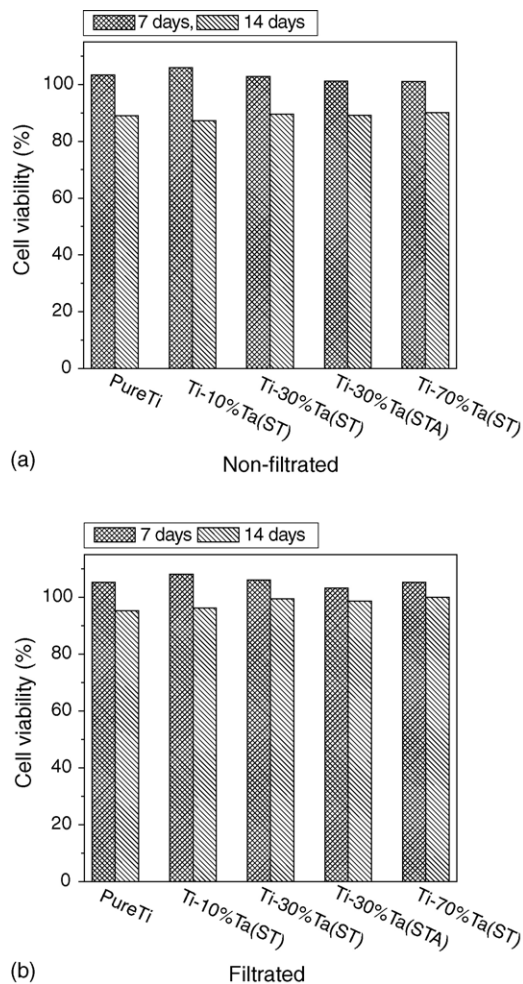 7 days, 14 days
Cell viability (%)
100
80
60
40
20
0
PureTi
Ti-10%Ta(ST)
Ti-30%Ta(ST)
Ti-30%Ta(STA)
Ti-70%Ta(ST)
(a)
Non-filtrated
7 days 14 days
Cell viability (%)
100
80
60
40
20
0
PureTi
Ti-10%Ta(ST)
Ti-30%Ta(ST)
Ti-30%Ta(STA)
Ti-70%Ta(ST)
(b)
Filtrated